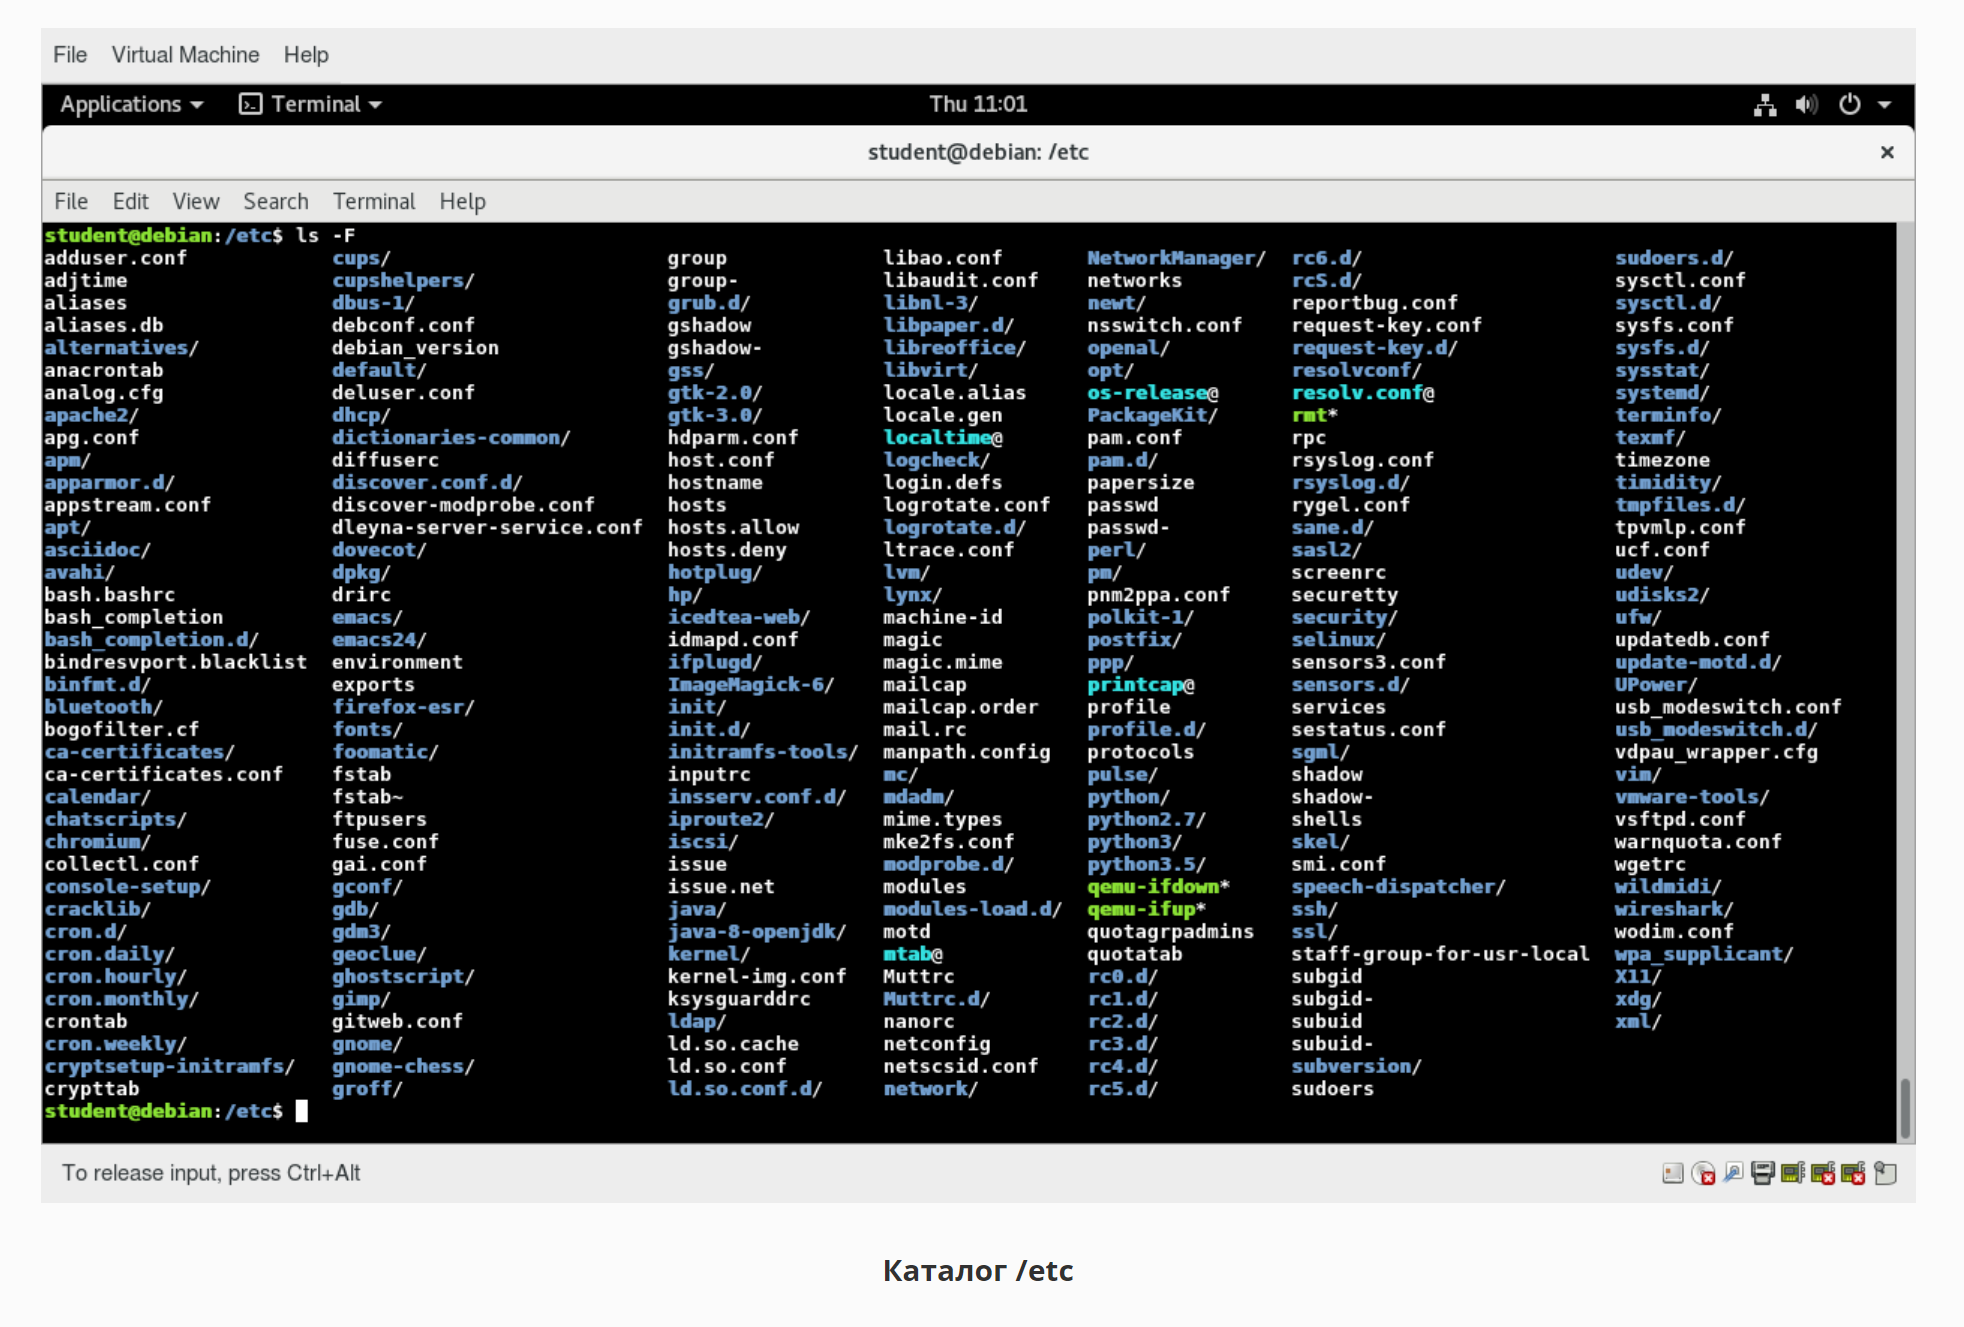 File Virtual Machine Help
Applications Terminal Thu 11:01
student@debian: /etc
File Edit View Search Terminal Help
student@debian:/etc$ ls -F
adduser.conf cups/ group libao.conf NetworkManager/ rc6.d/ sudoers.d/
adjtime cupshelpers/ group- libaudit.conf networks rcS.d/ sysctl.conf
aliases dbus-1/ grub.d/ libnl-3/ newt/ reportbug.conf sysctl.d/
aliases.db debconf.conf gshadow libpaper.d/ nsswitch.conf request-key.conf sysfs.conf
alternatives/ debian_version gshadow- libreoffice/ openal/ request-key.d/ sysfs.d/
anacrontab default/ gss/ libvirt/ opt/ resolvconf/ sysstat/
analog.cfg deluser.conf gtk-2.0/ locale.alias os-release@ resolv.conf@ systemd/
apache2/ dhcp/ gtk-3.0/ locale.gen PackageKit/ rmt* terminfo/
apg.conf dictionaries-common/ hdparm.conf localtime@ pam.conf rpc texmf/
apm/ diffuserc host.conf logcheck/ pam.d/ rsyslog.conf timezone
apparmor.d/ discover.conf.d/ hostname login.defs papersize rsyslog.d/ timidity/
appstream.conf discover-modprobe.conf hosts logrotate.conf passwd rygel.conf tmpfiles.d/
apt/ dleyna-server-service.conf hosts.allow logrotate.d/ passwd- sane.d/ tpvmlp.conf
asciidoc/ dovecot/ hosts.deny ltrace.conf perl/ sasl2/ ucf.conf
avahi/ dpkg/ hotplug/ lvm/ pm/ screenrc udev/
bash.bashrc drirc hp/ lynx/ pnm2ppa.conf securetty udisks2/
bash_completion emacs/ icedtea-web/ machine-id polkit-1/ security/ ufw/
bash_completion.d/ emacs24/ idmapd.conf magic postfix/ selinux/ updatedb.conf
bindresvport.blacklist environment ifplugd/ magic.mime ppp/ sensors3.conf update-motd.d/
binfmt.d/ exports ImageMagick-6/ mailcap printcap@ sensors.d/ UPower/
bluetooth/ firefox-esr/ init/ mailcap.order profile services usb_modeswitch.conf
bogofilter.cf fonts/ init.d/ mail.rc profile.d/ sestatus.conf usb_modeswitch.d/
ca-certificates/ foomatic/ initramfs-tools/ manpath.config protocols sgml/ vdpau_wrapper.cfg
ca-certificates.conf fstab inputrc mc/ pulse/ shadow vim/
calendar/ fstab~ insserv.conf.d/ mdadm/ python/ shadow- vmware-tools/
chatscripts/ ftpusers iproute2/ mime.types python2.7/ shells vsftpd.conf
chromium/ fuse.conf iscsi/ mke2fs.conf python3/ skel/ warnquota.conf
collectl.conf gai.conf issue modprobe.d/ python3.5/ smi.conf wgetrc
console-setup/ gconf/ issue.net modules qemu-ifdown* speech-dispatcher/ wildmidi/
cracklib/ gdb/ java/ modules-load.d/ qemu-ifup* ssh/ wireshark/
cron.d/ gdm3/ java-8-openjdk/ motd quotagrpadmins ssl/ wodim.conf
cron.daily/ geoclue/ kernel/ mtab@ quotatab staff-group-for-usr-local wpa_supplicant/
cron.hourly/ ghostscript/ kernel-img.conf Muttrc rc0.d/ subgid X11/
cron.monthly/ gimp/ ksysguarddrc Muttrc.d/ rc1.d/ subgid- xdg/
crontab gitweb.conf ldap/ nanorc rc2.d/ subuid xml/
cron.weekly/ gnome/ ld.so.cache netconfig rc3.d/ subuid-
cryptsetup-initramfs/ gnome-chess/ ld.so.conf netscsid.conf rc4.d/ subversion/
crypttab groff/ ld.so.conf.d/ network/ rc5.d/ sudoers
student@debian:/etc$
To release input, press Ctrl+Alt
Каталог /etc